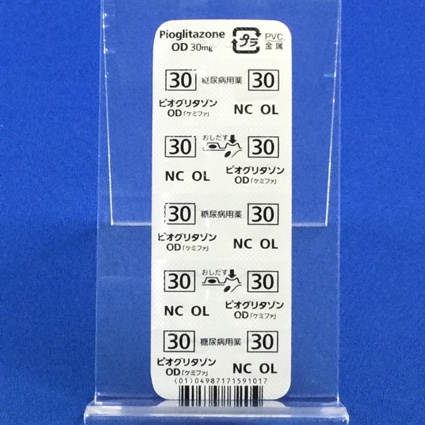 Pioglitazone
OD 30mg
プラ
PVC.
金属
30 糖尿病用薬 30
ピオグリタゾン
OD「ケミファ」
NC OL
30 おしだす 30
NC OL
ピオグリタゾン
OD「ケミファ」
30 糖尿病用薬 30
ピオグリタゾン
OD「ケミファ」
NC OL
30 おしだす 30
NC OL
ピオグリタゾン
OD「ケミファ」
30 糖尿病用薬 30
ピオグリタゾン
OD「ケミファ」
NC OL
(01)04987171591017